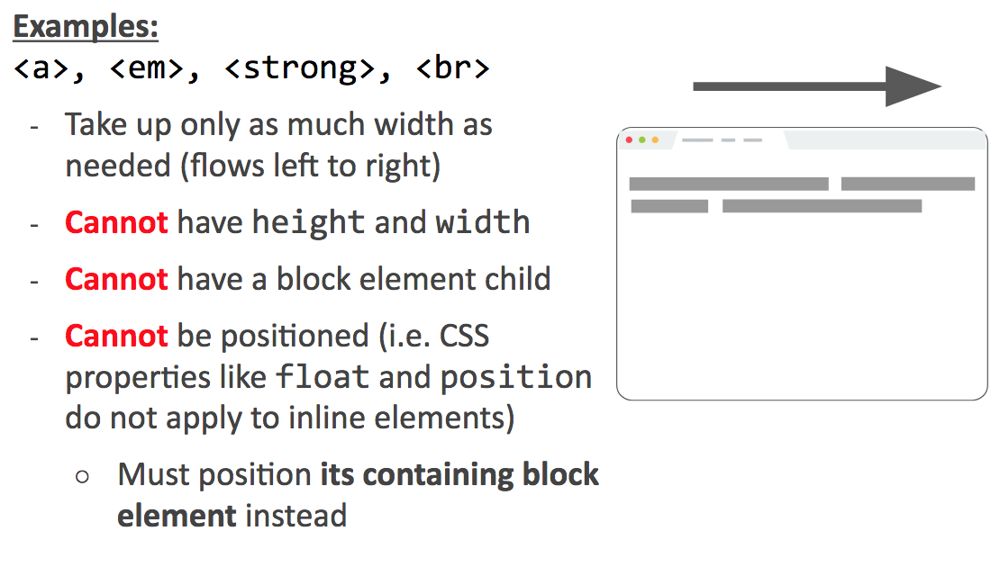 Examples:
<a>, <em>, <strong>, <br>
- Take up only as much width as
needed (flows left to right)
- Cannot have height and width
- Cannot have a block element child
- Cannot be positioned (i.e. CSS
properties like float and position
do not apply to inline elements)
○ Must position its containing block
element instead